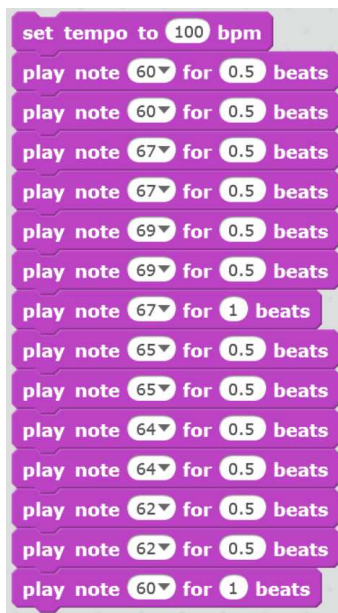 set tempo to 100 bpm
play note 60 for 0.5 beats
play note 60 for 0.5 beats
play note 67 for 0.5 beats
play note 67 for 0.5 beats
play note 69 for 0.5 beats
play note 69 for 0.5 beats
play note 67 for 1 beats
play note 65 for 0.5 beats
play note 65 for 0.5 beats
play note 64 for 0.5 beats
play note 64 for 0.5 beats
play note 62 for 0.5 beats
play note 62 for 0.5 beats
play note 60 for 1 beats